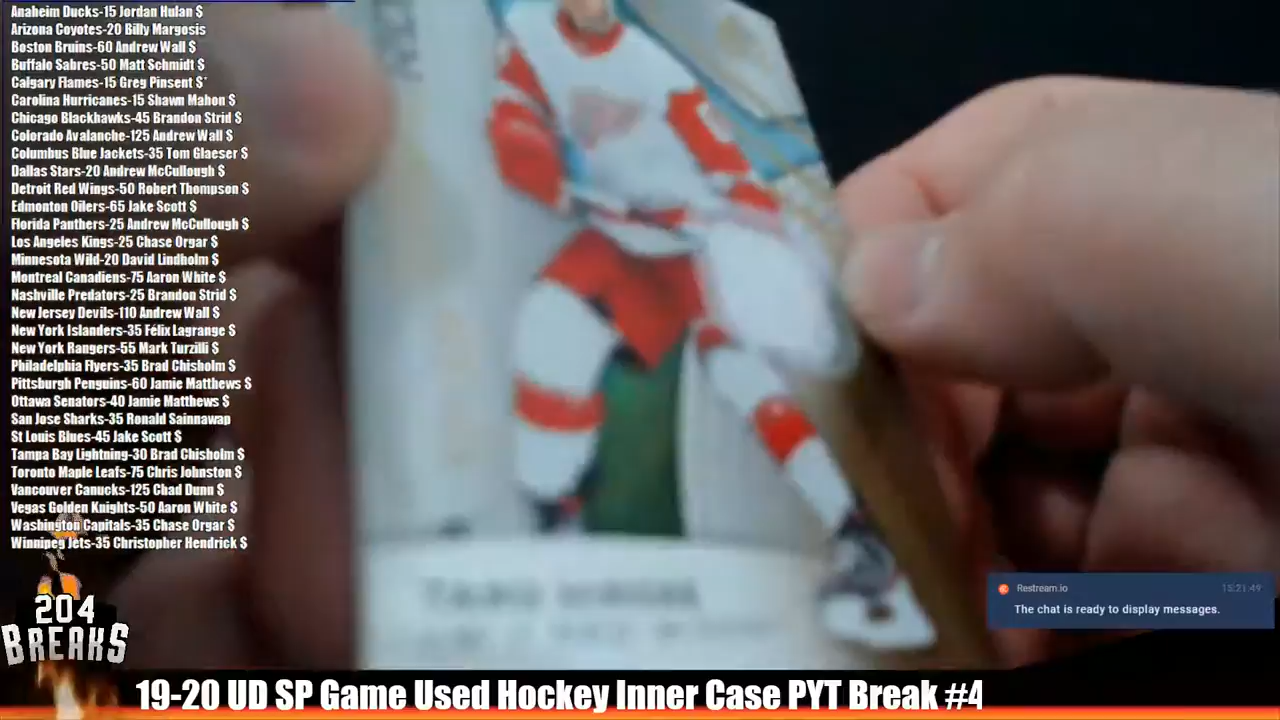 Anaheim Ducks-15 Jordan Hulan $
Arizona Coyotes-20 Billy Margosis
Boston Bruins-60 Andrew Wall $
Buffalo Sabres-50 Matt Schmidt $
Calgary Flames-15 Greg Pinsent $*
Carolina Hurricanes-15 Shawn Mahon $
Chicago Blackhawks-45 Brandon Strid $
Colorado Avalanche-125 Andrew Wall $
Columbus Blue Jackets-35 Tom Glaeser $
Dallas Stars-20 Andrew McCullough $
Detroit Red Wings-50 Robert Thompson $
Edmonton Oilers-65 Jake Scott $
Florida Panthers-25 Andrew McCullough $
Los Angeles Kings-25 Chase Orgar $
Minnesota Wild-20 David Lindholm $
Montreal Canadiens-75 Aaron White $
Nashville Predators-25 Brandon Strid $
New Jersey Devils-110 Andrew Wall $
New York Islanders-35 Félix Lagrange $
New York Rangers-55 Mark Turzilli $
Philadelphia Flyers-35 Brad Chisholm $
Pittsburgh Penguins-60 Jamie Matthews $
Ottawa Senators-40 Jamie Matthews $
San Jose Sharks-35 Ronald Sainnawap
St Louis Blues-45 Jake Scott $
Tampa Bay Lightning-30 Brad Chisholm $
Toronto Maple Leafs-75 Chris Johnston $
Vancouver Canucks-125 Chad Dunu $
Vegas Golden Knights-50 Aaron White $
Washington Capitals-35 Chase Orgar $
Winnipeg Jets-35 Christopher Hendrick $
204
BREAKS
Restream.io 15:21:49
The chat is ready to display messages.
19-20 UD SP Game Used Hockey Inner Case PYT Break #4